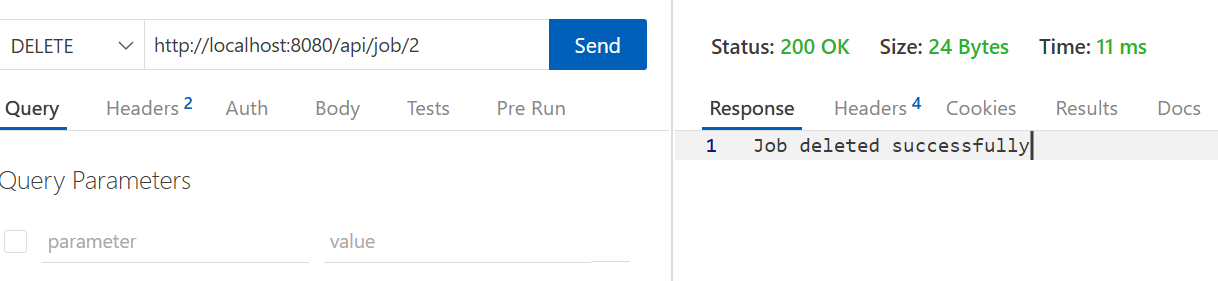 DELETE http://localhost:8080/api/job/2 Send
Query Headers 2 Auth Body Tests Pre Run
Query Parameters
parameter value
Status: 200 OK Size: 24 Bytes Time: 11 ms
Response Headers 4 Cookies Results Docs
1 Job deleted successfully